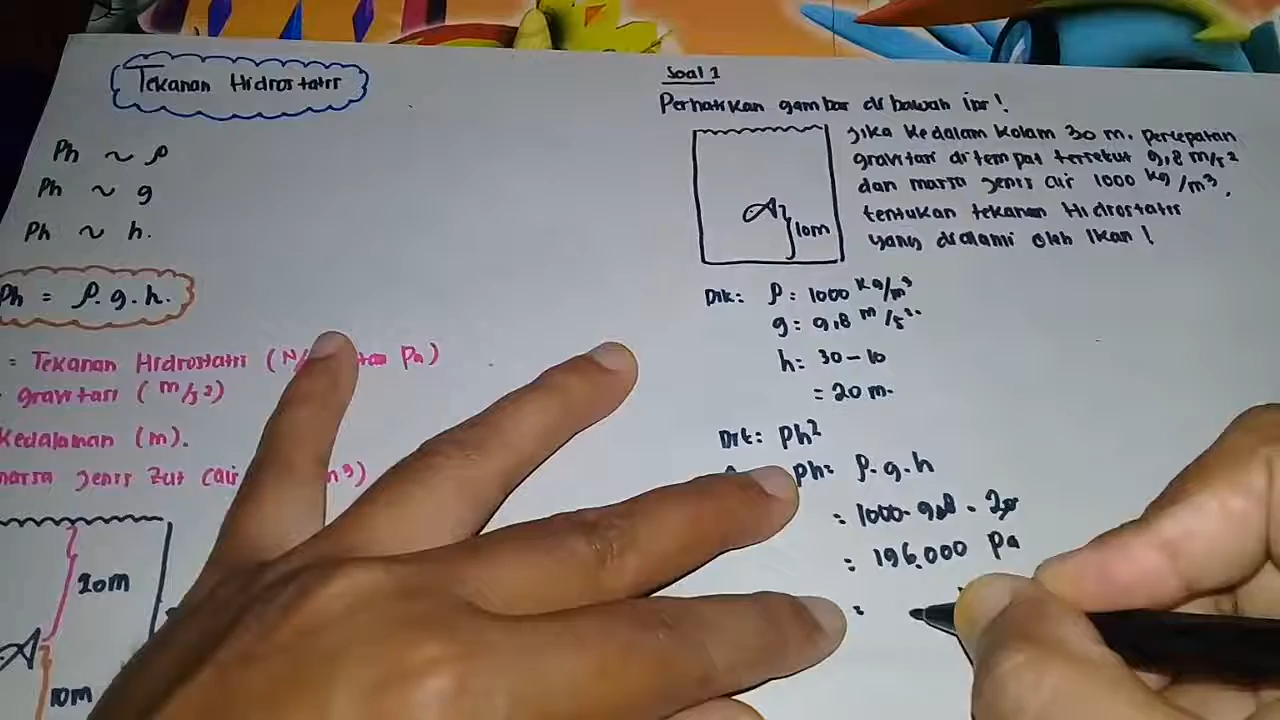 Tekanan Hidrostatis
Ph ~ ρ
Ph ~ g
Ph ~ h.
Ph = ρ.g.h.
= Tekanan Hidrostatis (N/ Pa)
gravitasi (m/s²)
Kedalaman (m).
massa jenis zat (air
20m
10m
Soal 1
Perhatikan gambar di bawah ini!
Jika kedalam kolam 30 m. percepatan
gravitasi di tempat tersebut 9,8 m/s²
dan massa jenis air 1000 kg/m³,
tentukan tekanan Hidrostatis
yang dialami oleh Ikan!
10m
Dik: ρ = 1000 kg/m³
g = 9,8 m/s².
h = 30-10
= 20 m.
Dit: Ph?
Ph = ρ.g.h
= 1000. 9,8 . 20
= 196.000 Pa
=